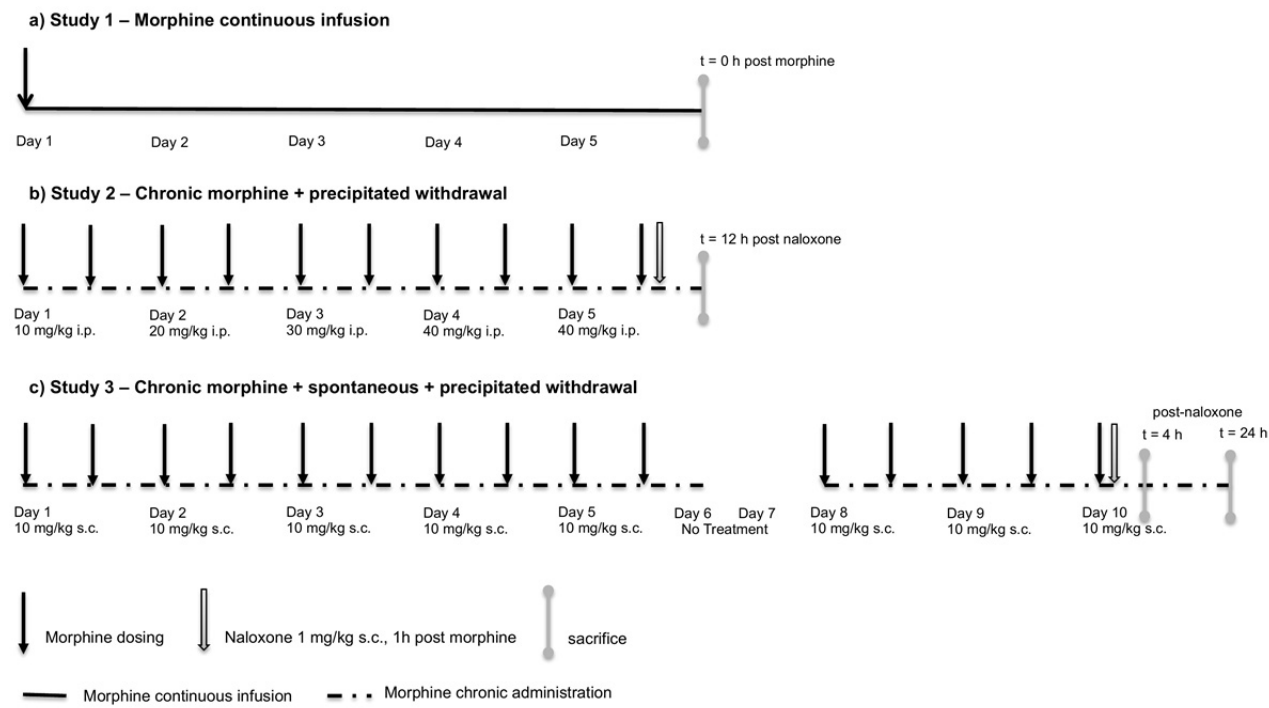 a) Study 1 – Morphine continuous infusion
t = 0 h post morphine
Day 1 Day 2 Day 3 Day 4 Day 5
b) Study 2 – Chronic morphine + precipitated withdrawal
t = 12 h post naloxone
Day 1 Day 2 Day 3 Day 4 Day 5
10 mg/kg i.p. 20 mg/kg i.p. 30 mg/kg i.p. 40 mg/kg i.p. 40 mg/kg i.p.
c) Study 3 – Chronic morphine + spontaneous + precipitated withdrawal
post-naloxone
t = 4 h t = 24 h
Day 1 Day 2 Day 3 Day 4 Day 5 Day 6 Day 7 Day 8 Day 9 Day 10
10 mg/kg s.c. 10 mg/kg s.c. 10 mg/kg s.c. 10 mg/kg s.c. 10 mg/kg s.c. No Treatment 10 mg/kg s.c. 10 mg/kg s.c. 10 mg/kg s.c.
Morphine dosing Naloxone 1 mg/kg s.c., 1h post morphine sacrifice
Morphine continuous infusion Morphine chronic administration